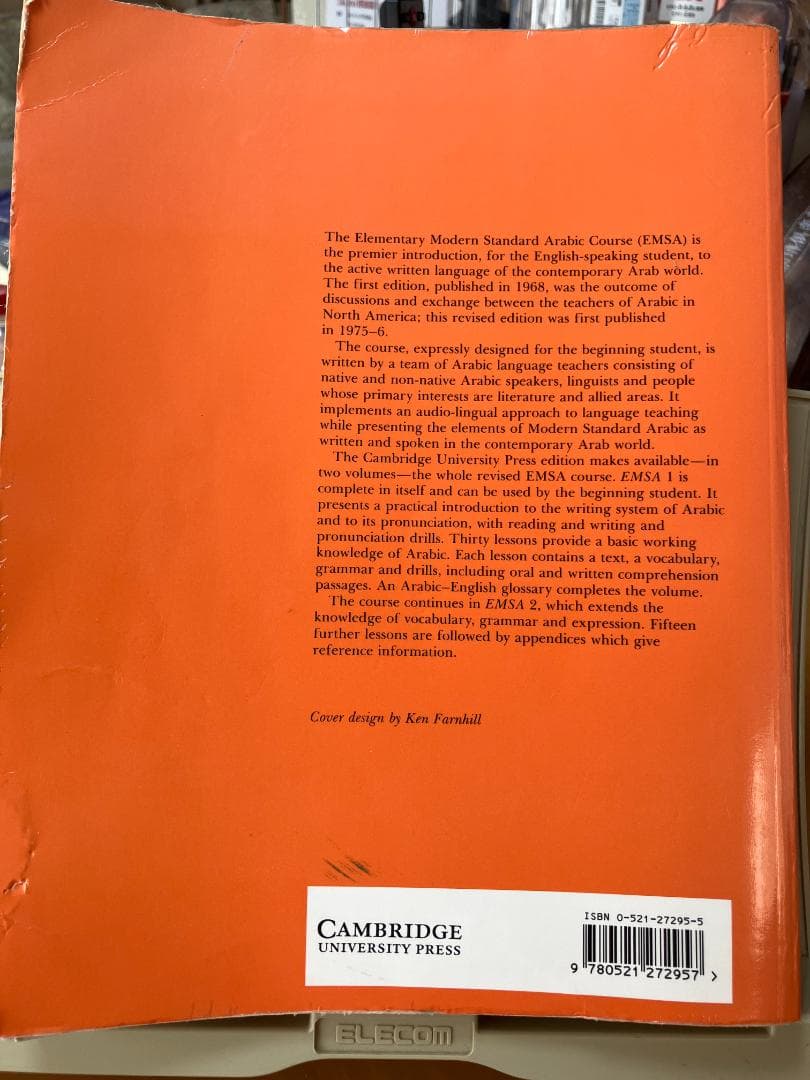 The Elementary Modern Standard Arabic Course (EMSA) is
the premier introduction, for the English-speaking student, to
the active written language of the contemporary Arab world.
The first edition, published in 1968, was the outcome of
discussions and exchange between the teachers of Arabic in
North America; this revised edition was first published
in 1975–6.
The course, expressly designed for the beginning student, is
written by a team of Arabic language teachers consisting of
native and non-native Arabic speakers, linguists and people
whose primary interests are literature and allied areas. It
implements an audio-lingual approach to language teaching
while presenting the elements of Modern Standard Arabic as
written and spoken in the contemporary Arab world.
The Cambridge University Press edition makes available—in
two volumes—the whole revised EMSA course. EMSA 1 is
complete in itself and can be used by the beginning student. It
presents a practical introduction to the writing system of Arabic
and to its pronunciation, with reading and writing and
pronunciation drills. Thirty lessons provide a basic working
knowledge of Arabic. Each lesson contains a text, a vocabulary,
grammar and drills, including oral and written comprehension
passages. An Arabic–English glossary completes the volume.
The course continues in EMSA 2, which extends the
knowledge of vocabulary, grammar and expression. Fifteen
further lessons are followed by appendices which give
reference information.
Cover design by Ken Farnhill
CAMBRIDGE
UNIVERSITY PRESS
ISBN 0-521-27295-5
9 780521 272957 >
ELECOM